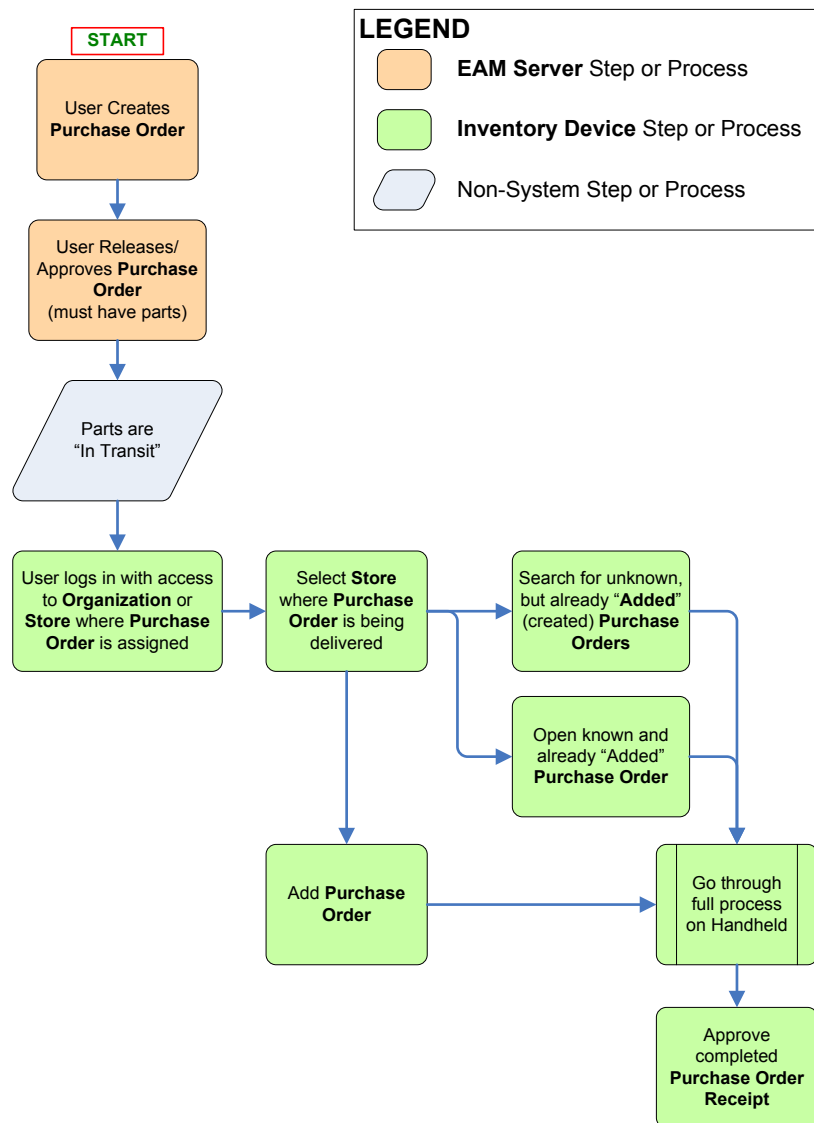 START
LEGEND
EAM Server Step or Process
Inventory Device Step or Process
Non-System Step or Process
User Creates
Purchase Order
User Releases/
Approves Purchase
Order
(must have parts)
Parts are
“In Transit”
User logs in with access
to Organization or
Store where Purchase
Order is assigned
Select Store
where Purchase
Order is being
delivered
Search for unknown,
but already “Added”
(created) Purchase
Orders
Open known and
already “Added”
Purchase Order
Add Purchase
Order
Go through
full process
on Handheld
Approve
completed
Purchase Order
Receipt